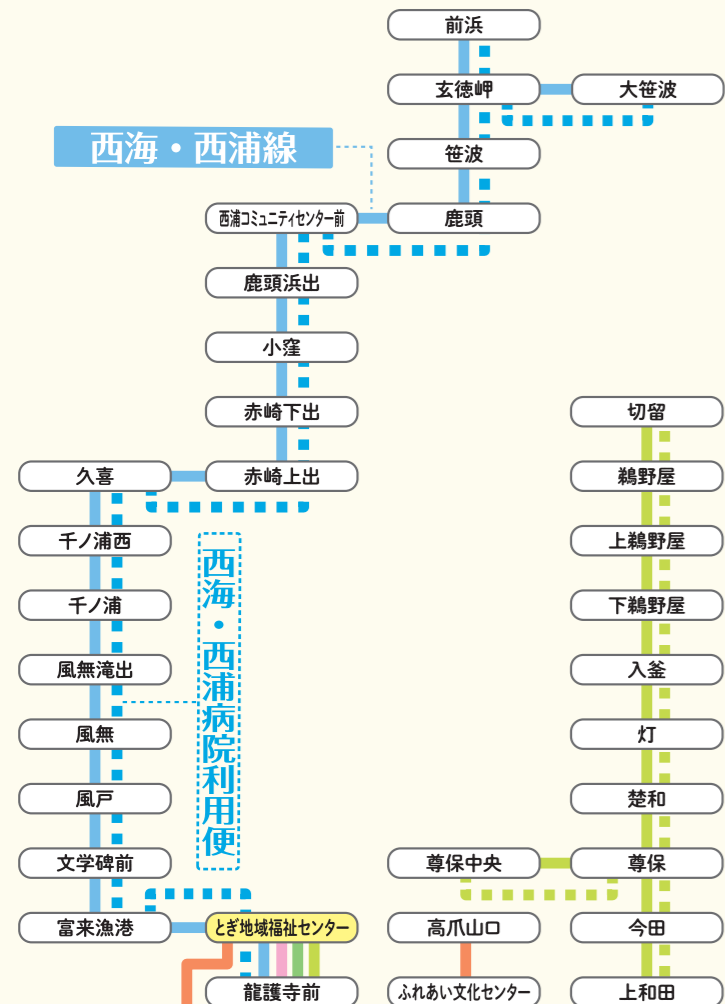 前浜
玄徳岬
大笹波
西海・西浦線
笹波
西浦コミュニティセンター前
鹿頭
鹿頭浜出
小窪
赤崎下出
久喜
赤崎上出
千ノ浦西
千ノ浦
風無滝出
風無
風戸
文学碑前
富来漁港
西海・西浦病院利用便
とぎ地域福祉センター
龍護寺前
切留
鵜野屋
上鵜野屋
下鵜野屋
入釜
灯
楚和
尊保中央
尊保
高爪山口
今田
ふれあい文化センター
上和田